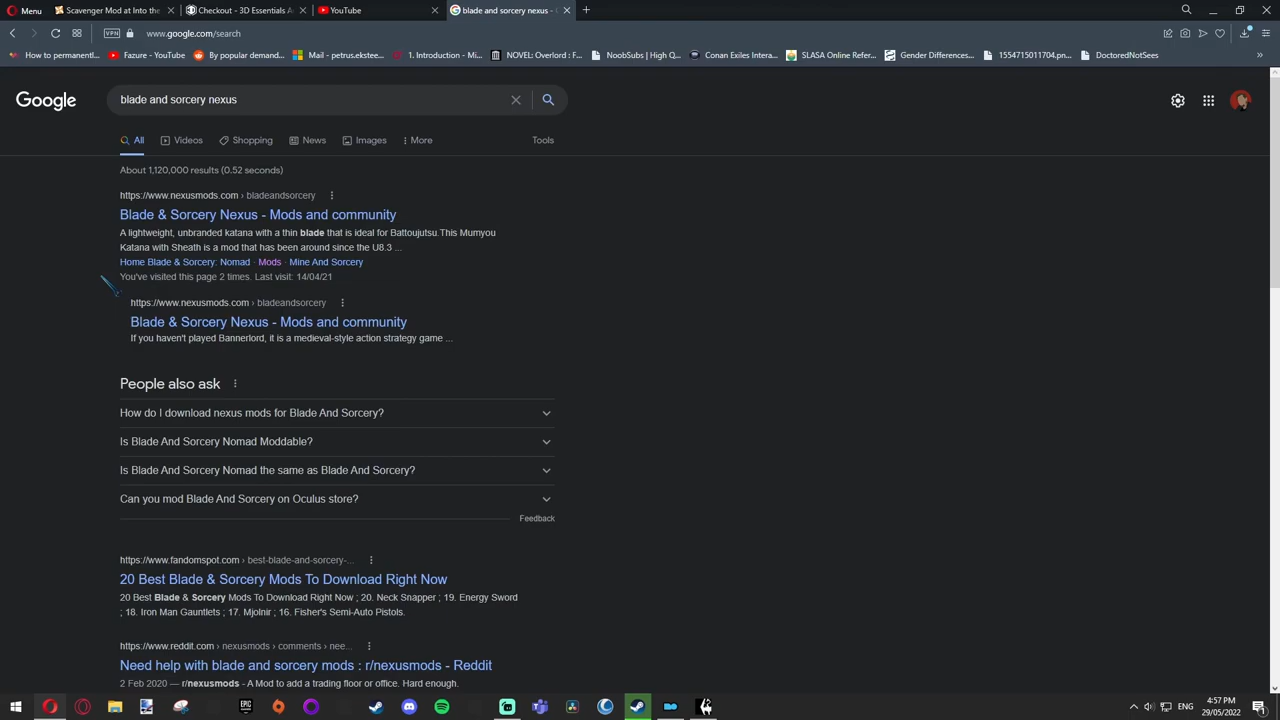 Menu
Scavenger Mod at Into the
Checkout - 3D Essentials A
YouTube
blade and sorcery nexus -
VPN
www.google.com/search
How to permanentl...
Fazure - YouTube
By popular demand...
Mail - petrus.ekste...
1. Introduction - Mi...
NOVEL: Overlord : F...
NoobSubs | High Q...
Conan Exiles Intera...
SLASA Online Refer...
Gender Differences...
1554715011704.pn...
DoctoredNotSees
Google
blade and sorcery nexus
All
Videos
Shopping
News
Images
More
Tools
About 1,120,000 results (0.52 seconds)
https://www.nexusmods.com › bladeandsorcery
Blade & Sorcery Nexus - Mods and community
A lightweight, unbranded katana with a thin blade that is ideal for Battoujutsu.This Mumyou
Katana with Sheath is a mod that has been around since the U8.3 ...
Home Blade & Sorcery: Nomad · Mods · Mine And Sorcery
You've visited this page 2 times. Last visit: 14/04/21
https://www.nexusmods.com › bladeandsorcery
Blade & Sorcery Nexus - Mods and community
If you haven't played Bannerlord, it is a medieval-style action strategy game ...
People also ask
How do I download nexus mods for Blade And Sorcery?
Is Blade And Sorcery Nomad Moddable?
Is Blade And Sorcery Nomad the same as Blade And Sorcery?
Can you mod Blade And Sorcery on Oculus store?
Feedback
https://www.fandomspot.com › best-blade-and-sorcery-...
20 Best Blade & Sorcery Mods To Download Right Now
20 Best Blade & Sorcery Mods To Download Right Now ; 20. Neck Snapper ; 19. Energy Sword
; 18. Iron Man Gauntlets ; 17. Mjolnir ; 16. Fisher's Semi-Auto Pistols.
https://www.reddit.com › nexusmods › comments › nee...
Need help with blade and sorcery mods : r/nexusmods - Reddit
2 Feb 2020 — r/nexusmods - A Mod to add a trading floor or office. Hard enough.
EPIC
ENG
4:57 PM
29/05/2022
1